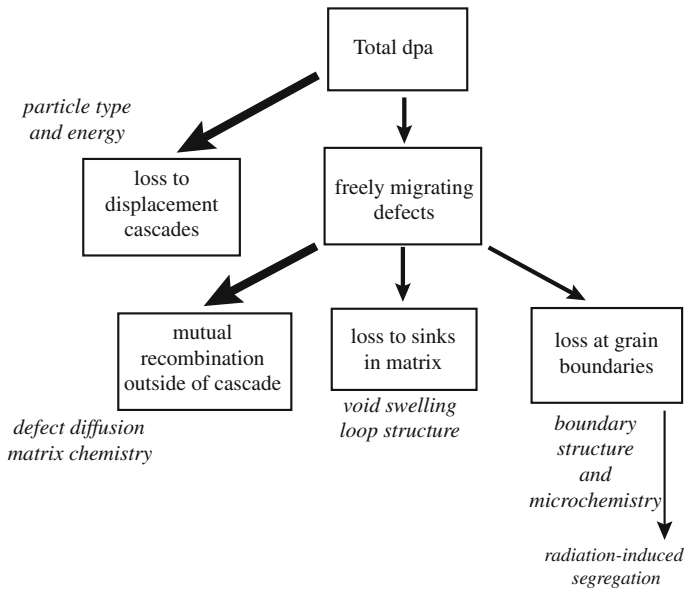 Total dpa
particle type
and energy
loss to
displacement
cascades
freely migrating
defects
mutual
recombination
outside of cascade
loss to sinks
in matrix
loss at grain
boundaries
defect diffusion
matrix chemistry
void swelling
loop structure
boundary
structure
and
microchemistry
radiation-induced
segregation